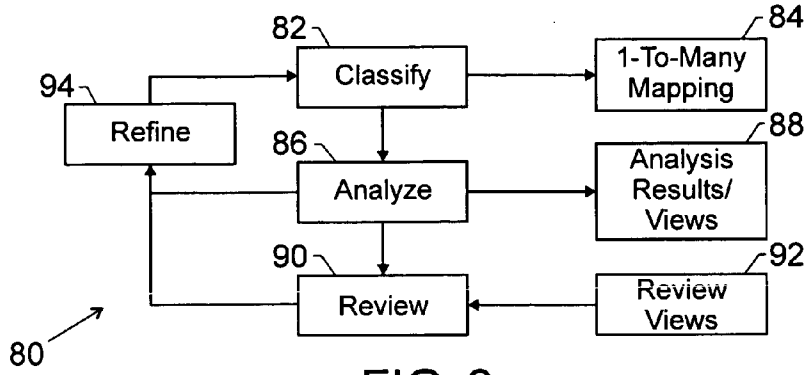 82
84
94
Classify
1-To-Many
Mapping
Refine
86
88
Analyze
Analysis
Results/
Views
90
92
Review
Review
Views
80